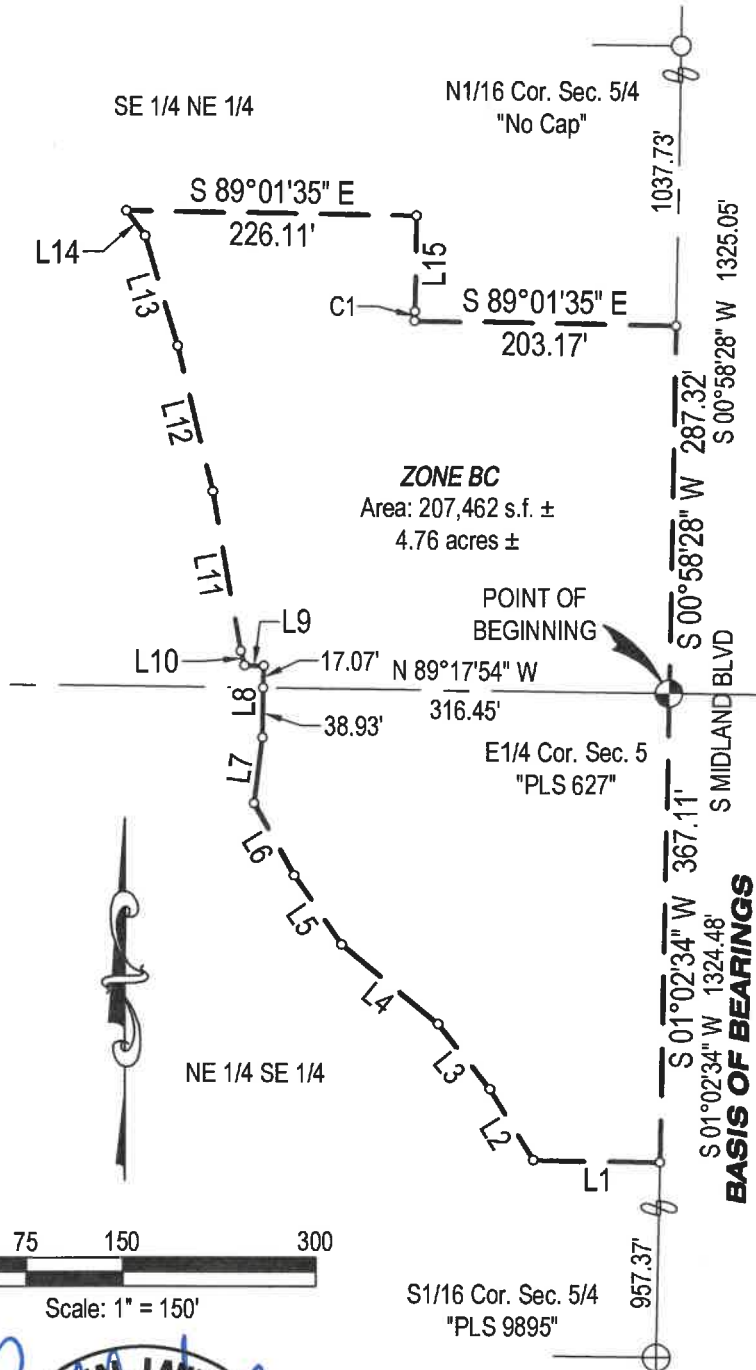 N1/16 Cor. Sec. 5/4
"No Cap"
SE 1/4 NE 1/4
1037.73'
S 00°58'28" W 1325.05'
S 89°01'35" E
226.11'
L14
L15
L13
C1
S 89°01'35" E
203.17'
S 00°58'28" W 287.32'
L12
ZONE BC
Area: 207,462 s.f. ±
4.76 acres ±
L11
POINT OF
BEGINNING
L9
L10
17.07'
N 89°17'54" W
316.45'
L8
38.93'
S MIDLAND BLVD
E1/4 Cor. Sec. 5
"PLS 627"
L7
L6
L5
S 01°02'34" W 367.11'
S 01°02'34" W 1324.48'
BASIS OF BEARINGS
L4
NE 1/4 SE 1/4
L3
L2
L1
75 150 300
Scale: 1" = 150'
957.37'
S1/16 Cor. Sec. 5/4
"PLS 9895"